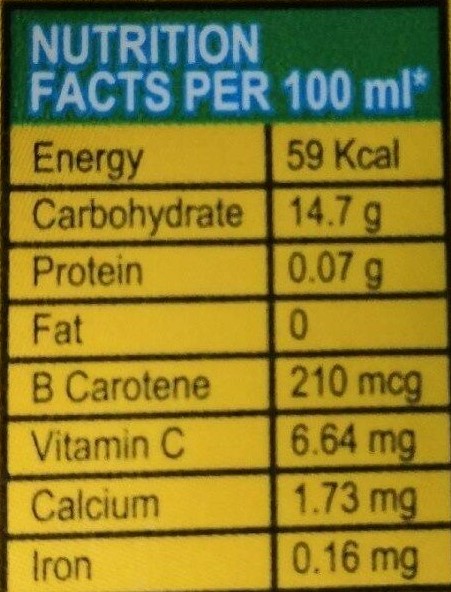 NUTRITION
FACTS PER 100 ml*
Energy 59 Kcal
Carbohydrate 14.7 g
Protein 0.07 g
Fat 0
B Carotene 210 mcg
Vitamin C 6.64 mg
Calcium 1.73 mg
Iron 0.16 mg